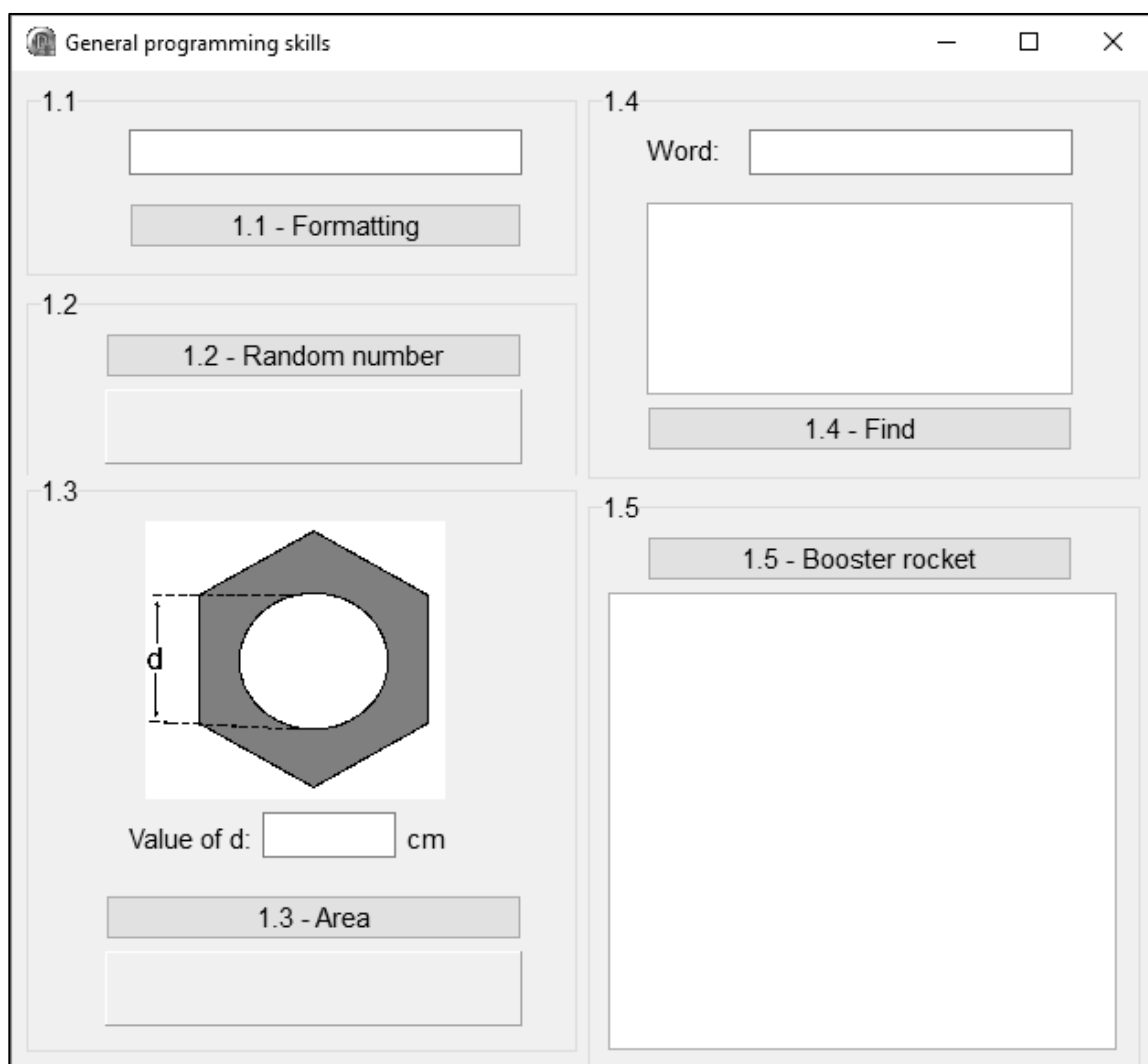 General programming skills
1.1
1.1 - Formatting
1.2
1.2 - Random number
1.3
d
Value of d: cm
1.3 - Area
1.4
Word:
1.4 - Find
1.5
1.5 - Booster rocket